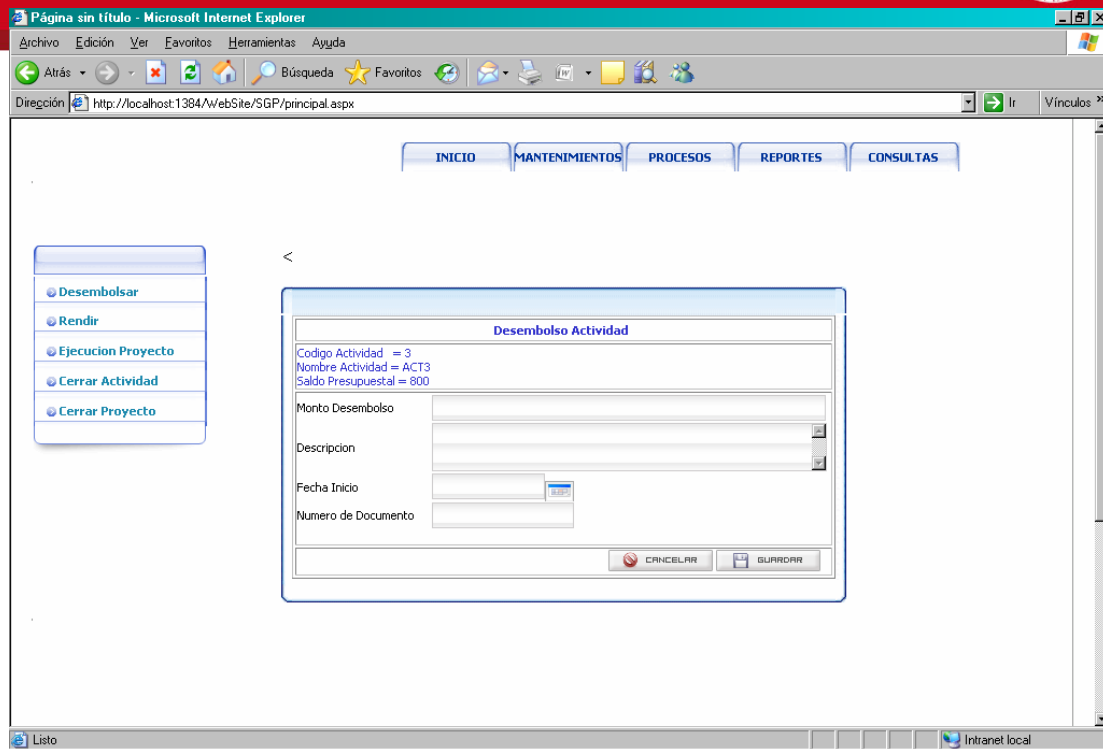 Página sin título - Microsoft Internet Explorer
Archivo Edición Ver Favoritos Herramientas Ayuda
Atrás Búsqueda Favoritos
Dirección http://localhost:1384/WebSite/SGP/principal.aspx Ir Vínculos »
INICIO MANTENIMIENTOS PROCESOS REPORTES CONSULTAS
<
Desembolsar
Rendir
Ejecucion Proyecto
Cerrar Actividad
Cerrar Proyecto
Desembolso Actividad
Codigo Actividad = 3
Nombre Actividad = ACT3
Saldo Presupuestal = 800
Monto Desembolso
Descripcion
Fecha Inicio
Numero de Documento
CANCELAR GUARDAR
Listo Intranet local